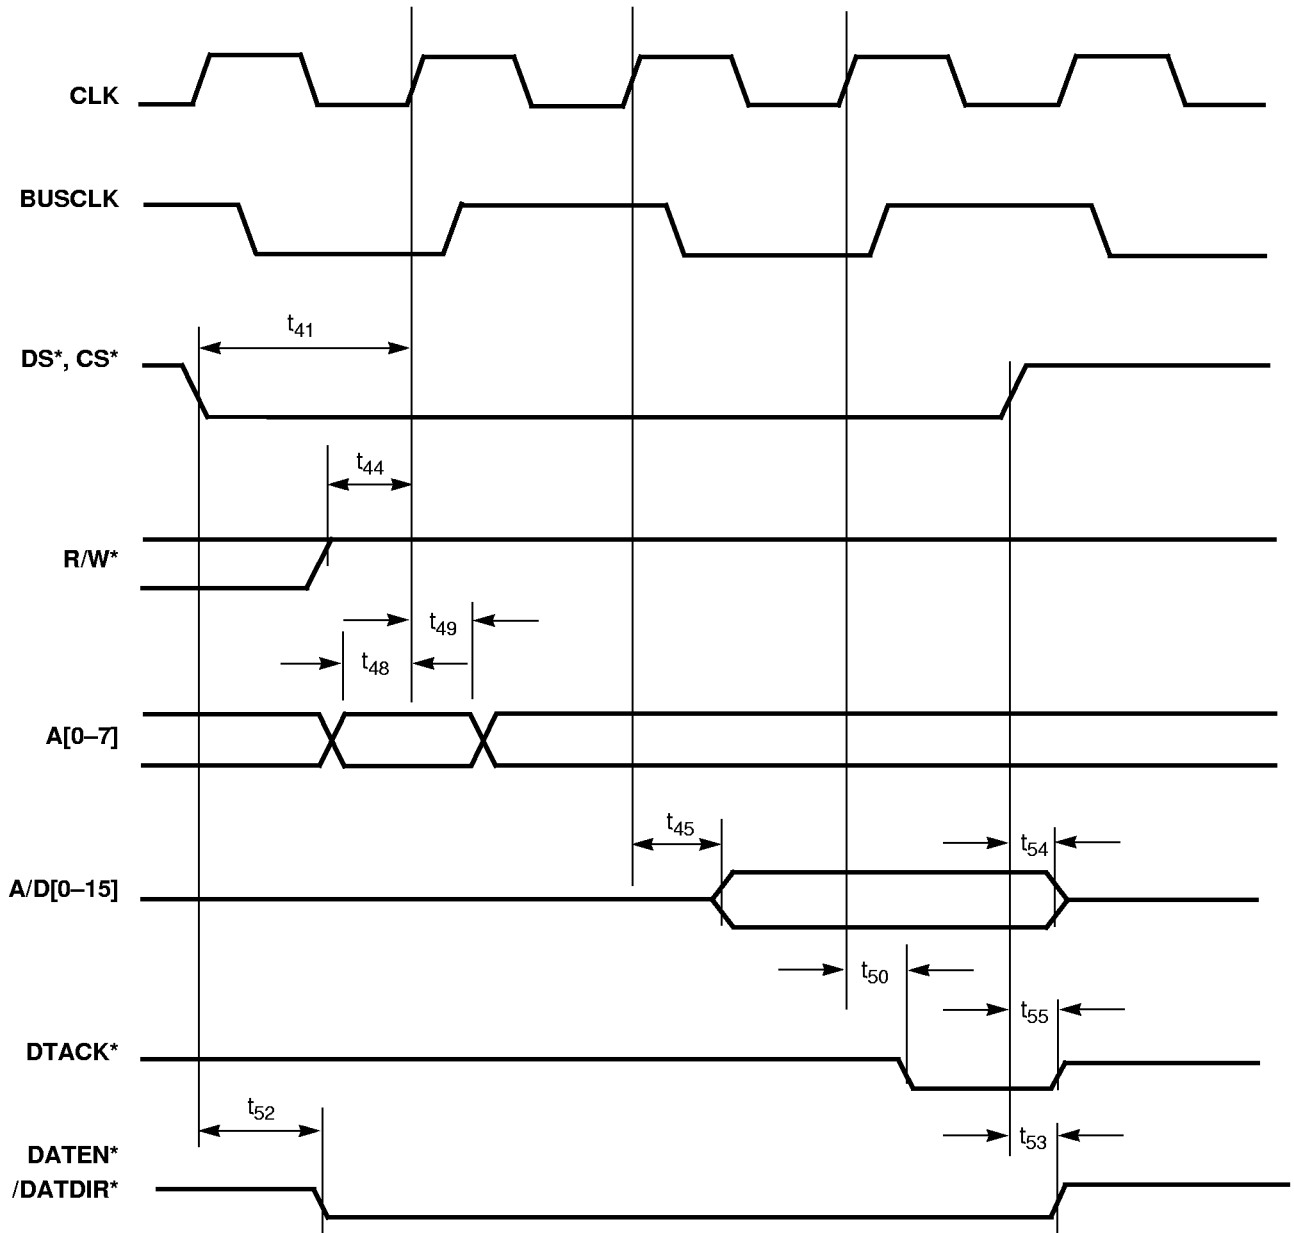 CLK
BUSCLK
t41
DS*, CS*
t44
R/W*
t49
t48
A[0–7]
t45
t54
A/D[0–15]
t50
t55
DTACK*
t52
t53
DATEN*
/DATDIR*